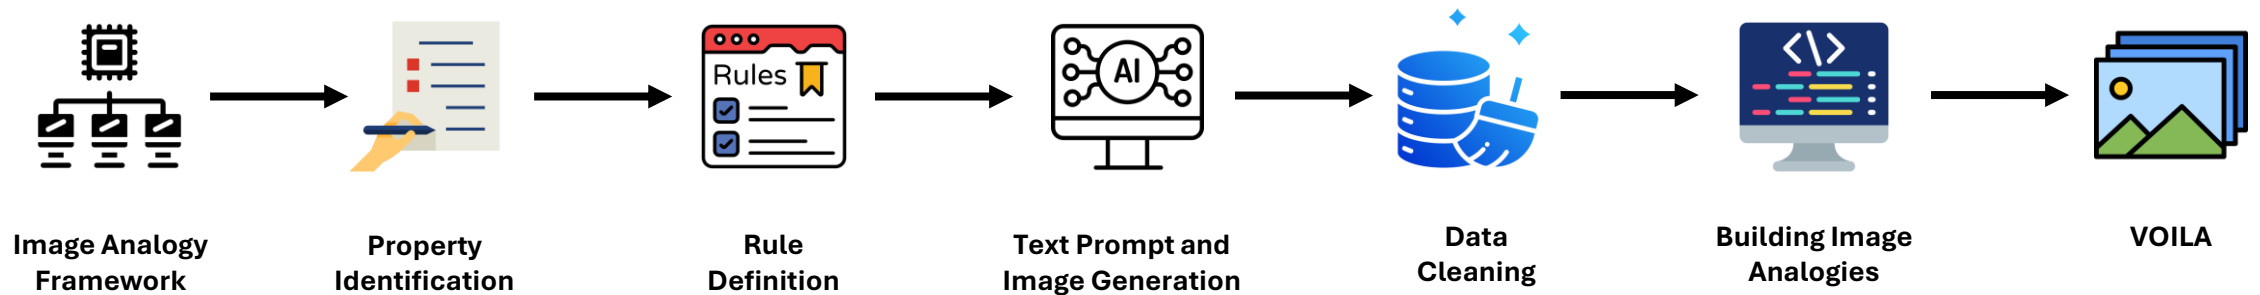 Rules
AI
</>
Image Analogy
Framework
Property
Identification
Rule
Definition
Text Prompt and
Image Generation
Data
Cleaning
Building Image
Analogies
VOILA